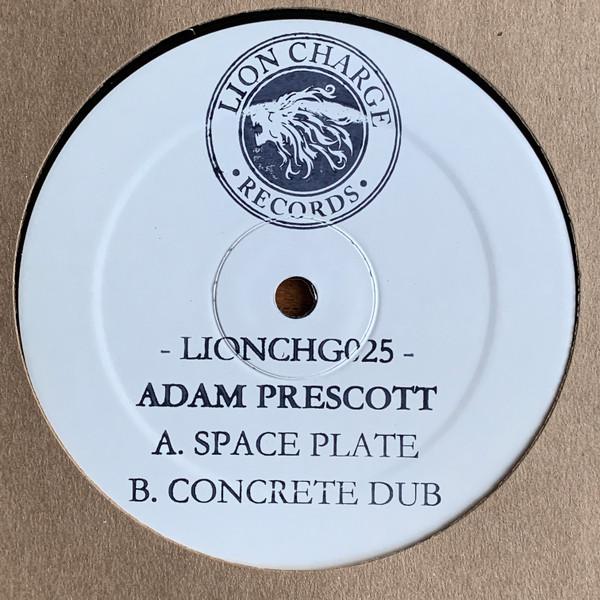 LION CHARGE
• RECORDS •
- LIONCHG025 -
ADAM PRESCOTT
A. SPACE PLATE
B. CONCRETE DUB